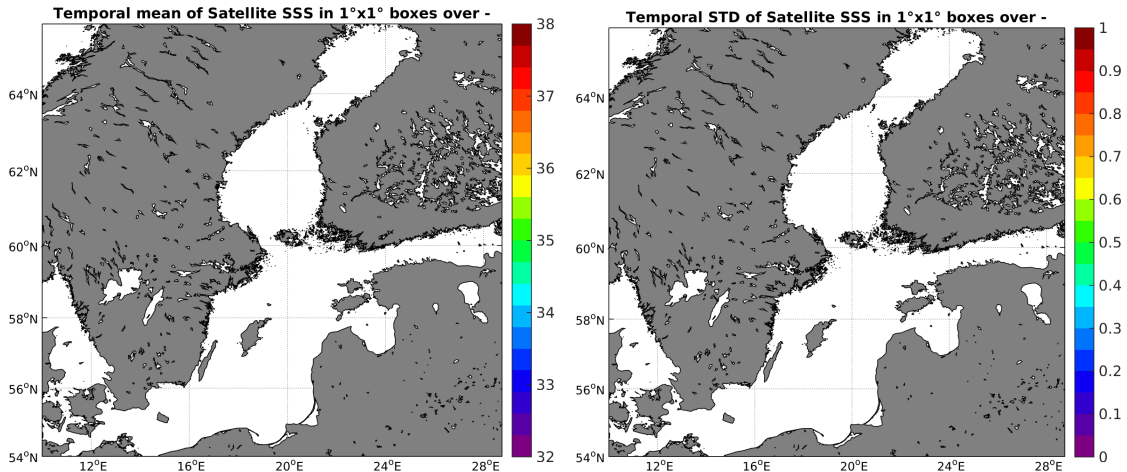 Temporal mean of Satellite SSS in 1°x1° boxes over -
64°N
62°N
60°N
58°N
56°N
54°N
12°E
16°E
20°E
24°E
28°E
38
37
36
35
34
33
32
Temporal STD of Satellite SSS in 1°x1° boxes over -
64°N
62°N
60°N
58°N
56°N
54°N
12°E
16°E
20°E
24°E
28°E
1
0.9
0.8
0.7
0.6
0.5
0.4
0.3
0.2
0.1
0